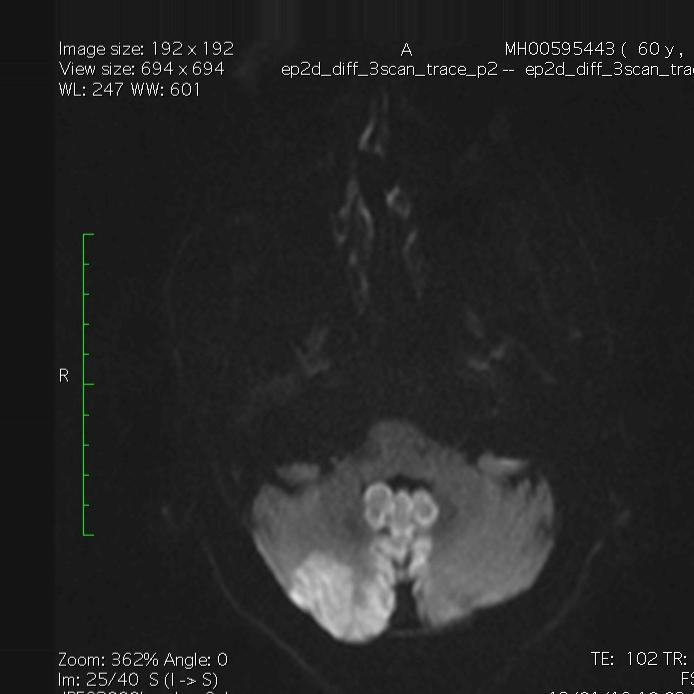 Image size: 192 x 192
View size: 694 x 694
WL: 247 WW: 601
A
MH00595443 ( 60 y ,
ep2d_diff_3scan_trace_p2 -- ep2d_diff_3scan_tra
R
Zoom: 362% Angle: 0
Im: 25/40 S (I -> S)
TE: 102 TR: